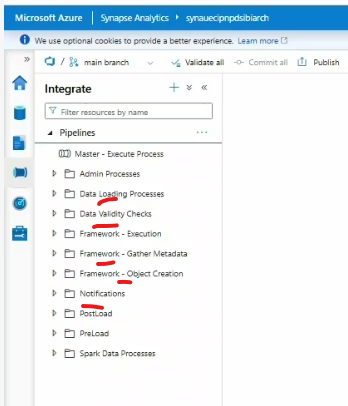 Microsoft Azure | Synapse Analytics ▸ synauecipnpdsibiarch
We use optional cookies to provide a better experience. Learn more
» / main branch Validate all Commit all Publish
Integrate
Filter resources by name
Pipelines ...
Master - Execute Process
Admin Processes
Data Loading Processes
Data Validity Checks
Framework - Execution
Framework - Gather Metadata
Framework - Object Creation
Notifications
PostLoad
PreLoad
Spark Data Processes